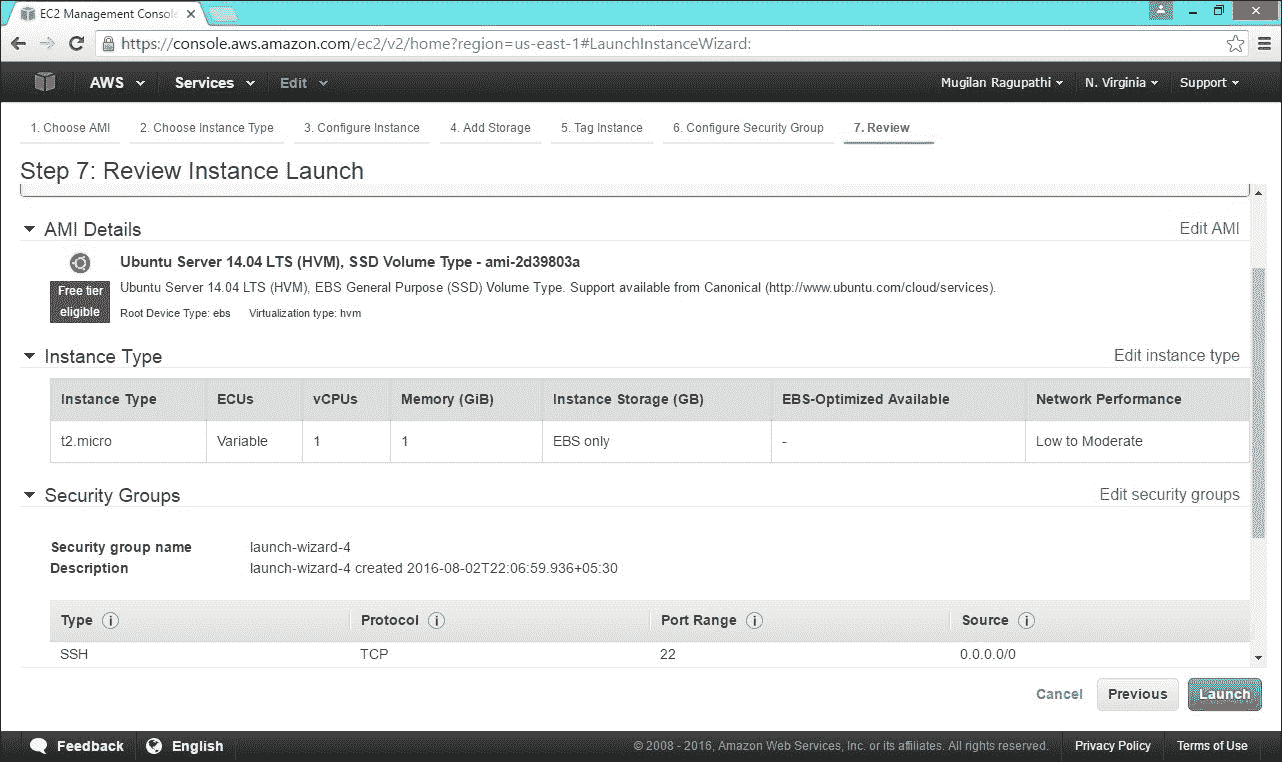 EC2 Management Console
https://console.aws.amazon.com/ec2/v2/home?region=us-east-1#LaunchInstanceWizard:
AWS Services Edit Mugilan Ragupathi N. Virginia Support
1. Choose AMI 2. Choose Instance Type 3. Configure Instance 4. Add Storage 5. Tag Instance 6. Configure Security Group 7. Review
Step 7: Review Instance Launch
AMI Details Edit AMI
Ubuntu Server 14.04 LTS (HVM), SSD Volume Type - ami-2d39803a
Free tier eligible
Ubuntu Server 14.04 LTS (HVM), EBS General Purpose (SSD) Volume Type. Support available from Canonical (http://www.ubuntu.com/cloud/services).
Root Device Type: ebs Virtualization type: hvm
Instance Type Edit instance type
Instance Type ECUs vCPUs Memory (GiB) Instance Storage (GB) EBS-Optimized Available Network Performance
t2.micro Variable 1 1 EBS only - Low to Moderate
Security Groups Edit security groups
Security group name launch-wizard-4
Description launch-wizard-4 created 2016-08-02T22:06:59.936+05:30
Type Protocol Port Range Source
SSH TCP 22 0.0.0.0/0
Cancel Previous Launch
Feedback English © 2008 - 2016, Amazon Web Services, Inc. or its affiliates. All rights reserved. Privacy Policy Terms of Use